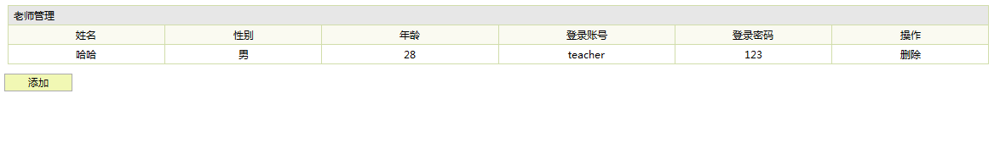 老师管理
姓名 性别 年龄 登录账号 登录密码 操作
哈哈 男 28 teacher 123 删除
添加